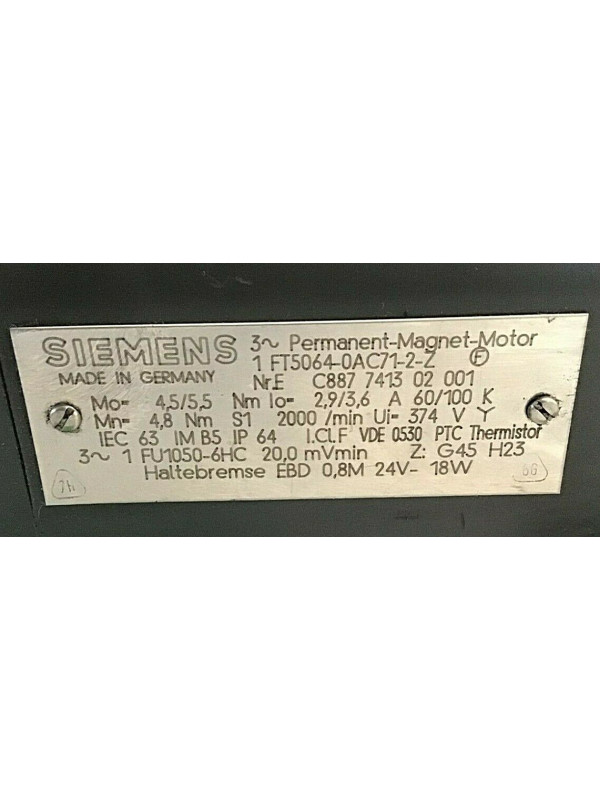 SIEMENS 3~ Permanent-Magnet-Motor
1 FT5064-0AC71-2-Z F
MADE IN GERMANY Nr.E C887 7413 02 001
Mo= 4,5/5,5 Nm Io= 2,9/3,6 A 60/100 K
Mn= 4,8 Nm S1 2000 /min Ui= 374 V Y
IEC 63 IM B5 IP 64 I.CL.F VDE 0530 PTC Thermistor
3~ 1 FU1050-6HC 20,0 mVmin Z: G45 H23
Haltebremse EBD 0,8M 24V- 18W